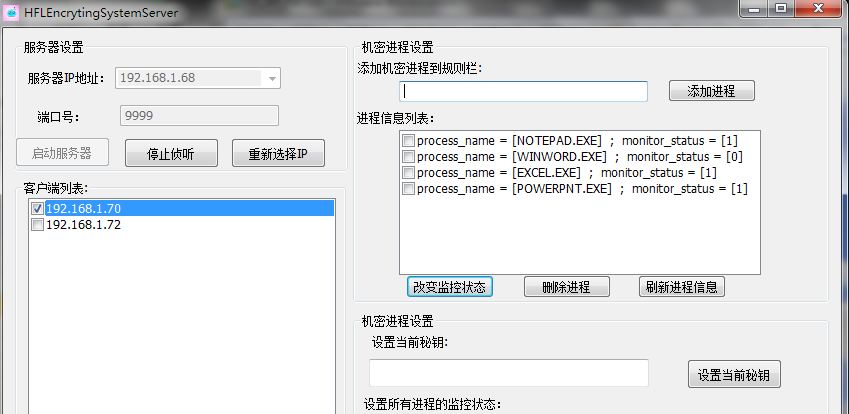 HFLEncrytingSystemServer
服务器设置
服务器IP地址: 192.168.1.68
端口号: 9999
启动服务器 停止侦听 重新选择IP
客户端列表:
192.168.1.70
192.168.1.72
机密进程设置
添加机密进程到规则栏:
添加进程
进程信息列表:
process_name = [NOTEPAD.EXE] ; monitor_status = [1]
process_name = [WINWORD.EXE] ; monitor_status = [0]
process_name = [EXCEL.EXE] ; monitor_status = [1]
process_name = [POWERPNT.EXE] ; monitor_status = [1]
改变监控状态 删除进程 刷新进程信息
机密进程设置
设置当前秘钥:
设置当前秘钥
设置所有进程的监控状态: